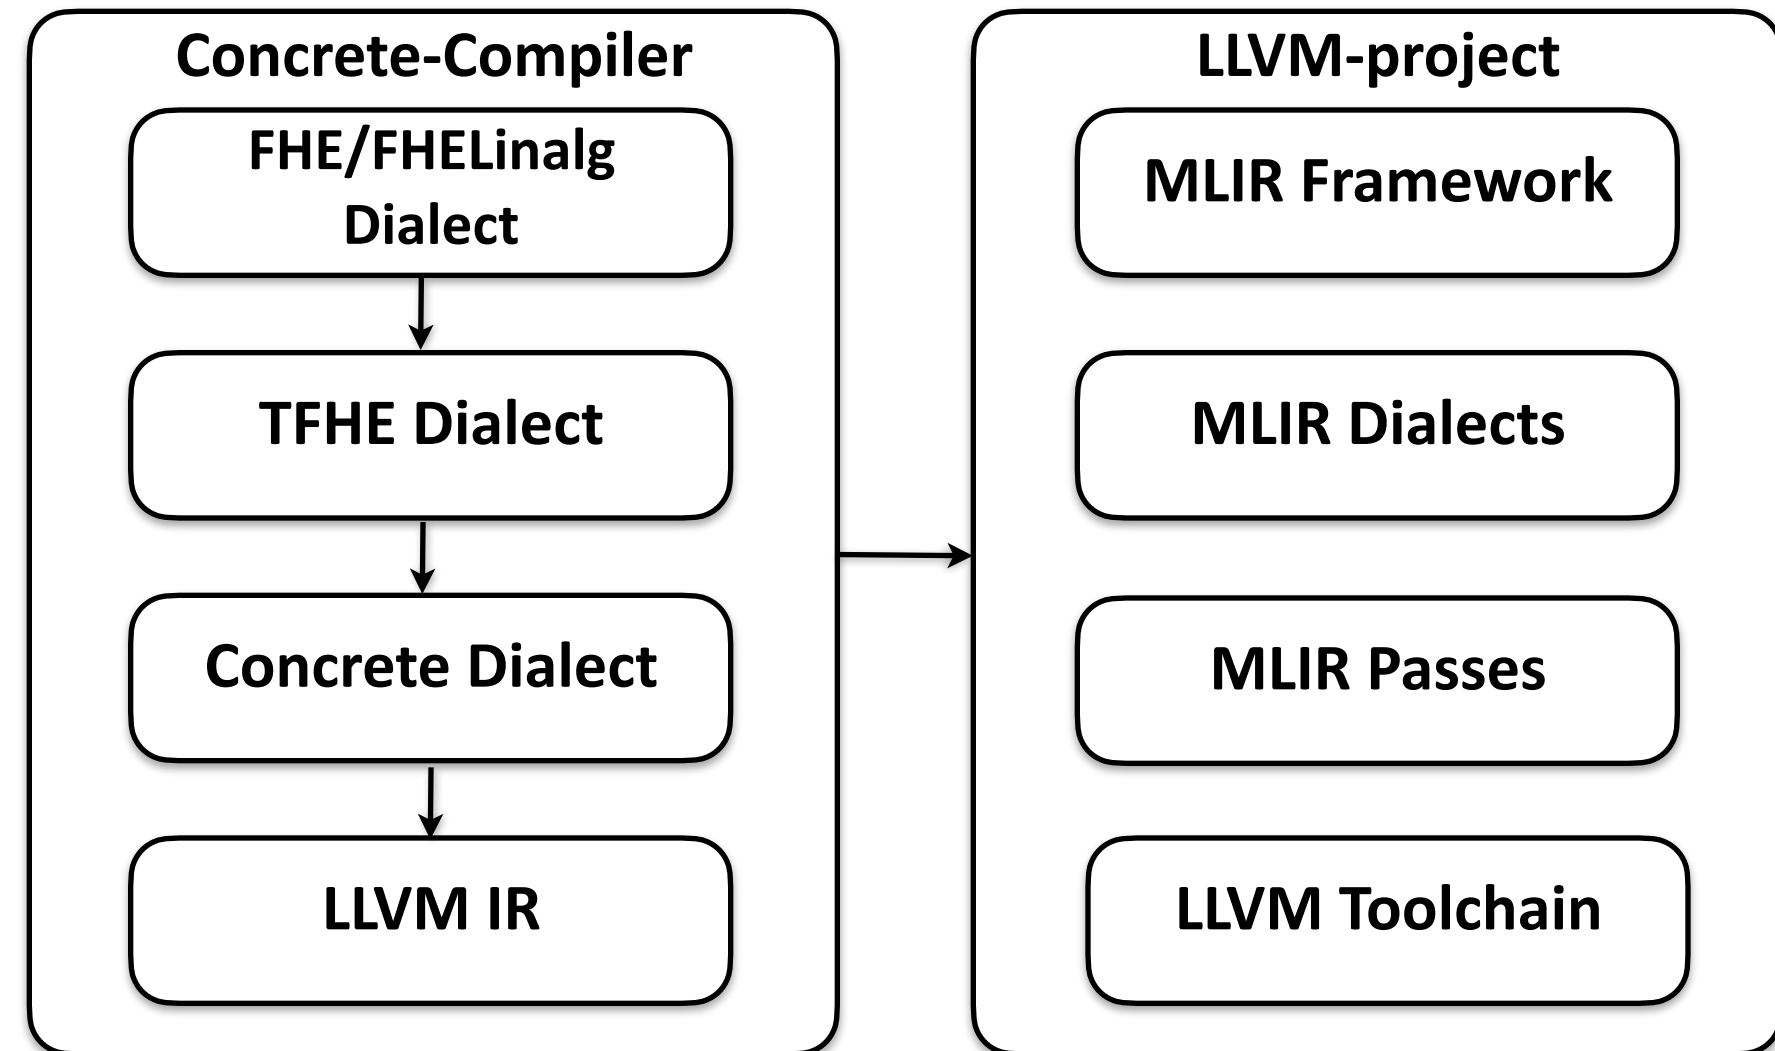 Concrete-Compiler
FHE/FHELinalg
Dialect
TFHE Dialect
Concrete Dialect
LLVM IR
LLVM-project
MLIR Framework
MLIR Dialects
MLIR Passes
LLVM Toolchain